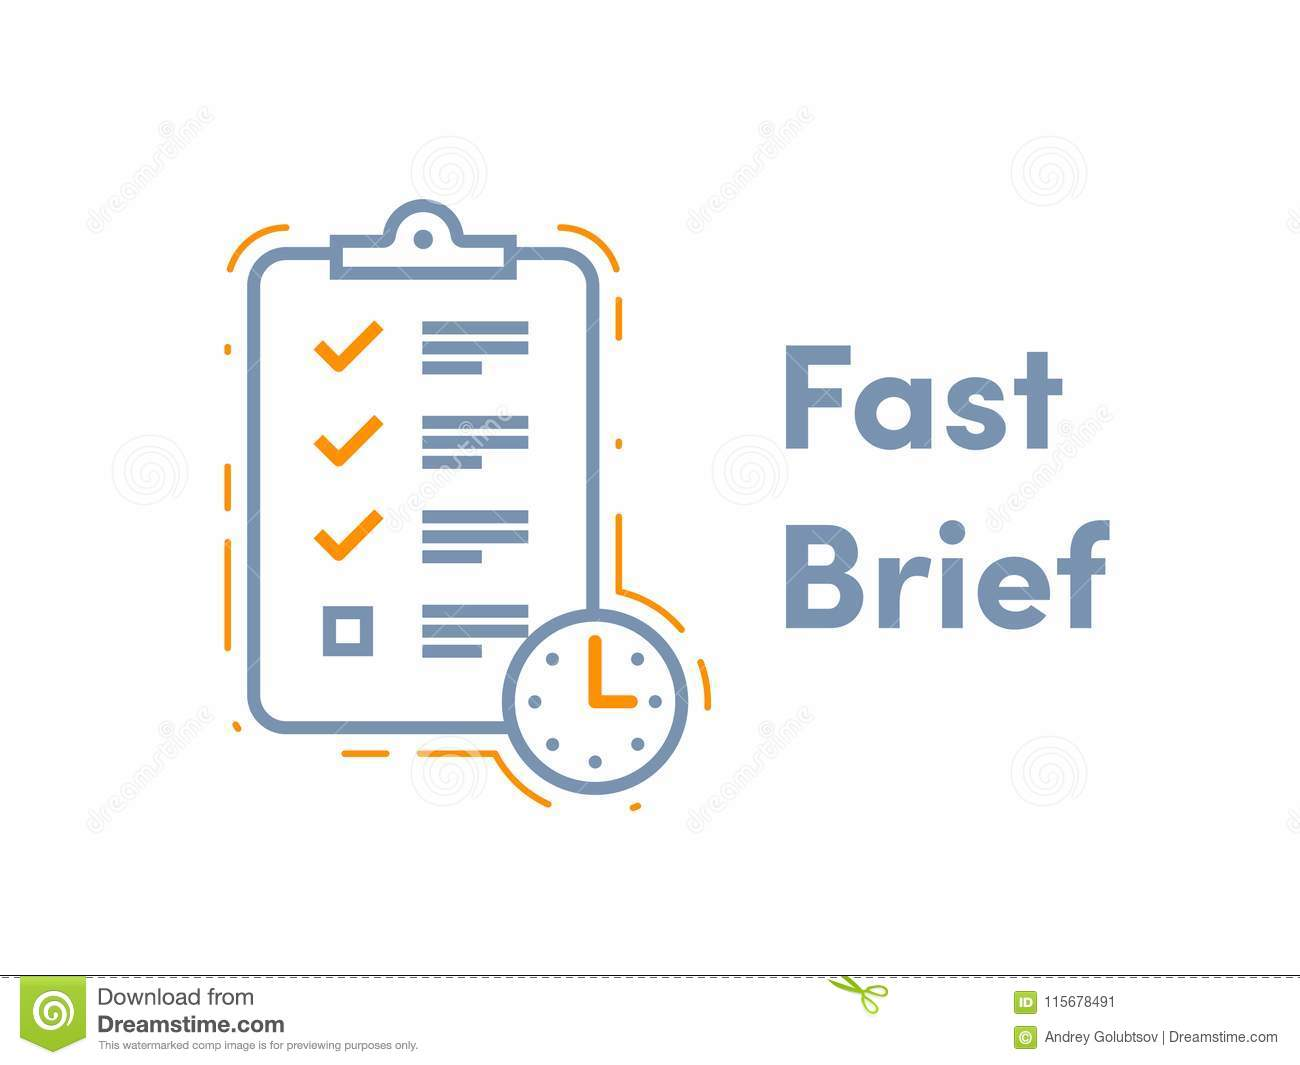 Fast
Brief
dreamstime
Download from
Dreamstime.com
This watermarked comp image is for previewing purposes only.
ID 115678491
© Andrey Golubtsov | Dreamstime.com